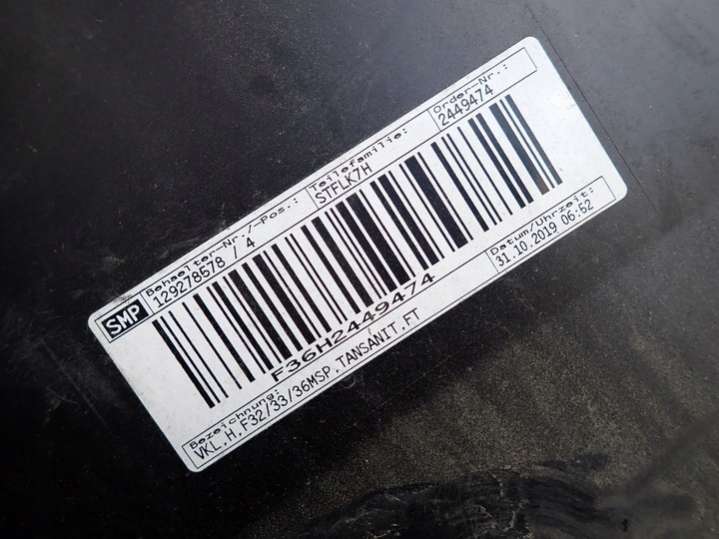 SMP
Behaelter-Nr./-Pos.:
129278578 / 4
Teilefamilie:
STFLK7H
Order-Nr.:
2449474
F36H2449474
Bezeichnung:
VKL.H.F32/33/36MSP.TANSANIT.FT
Datum/Uhrzeit:
31.10.2019 06:52